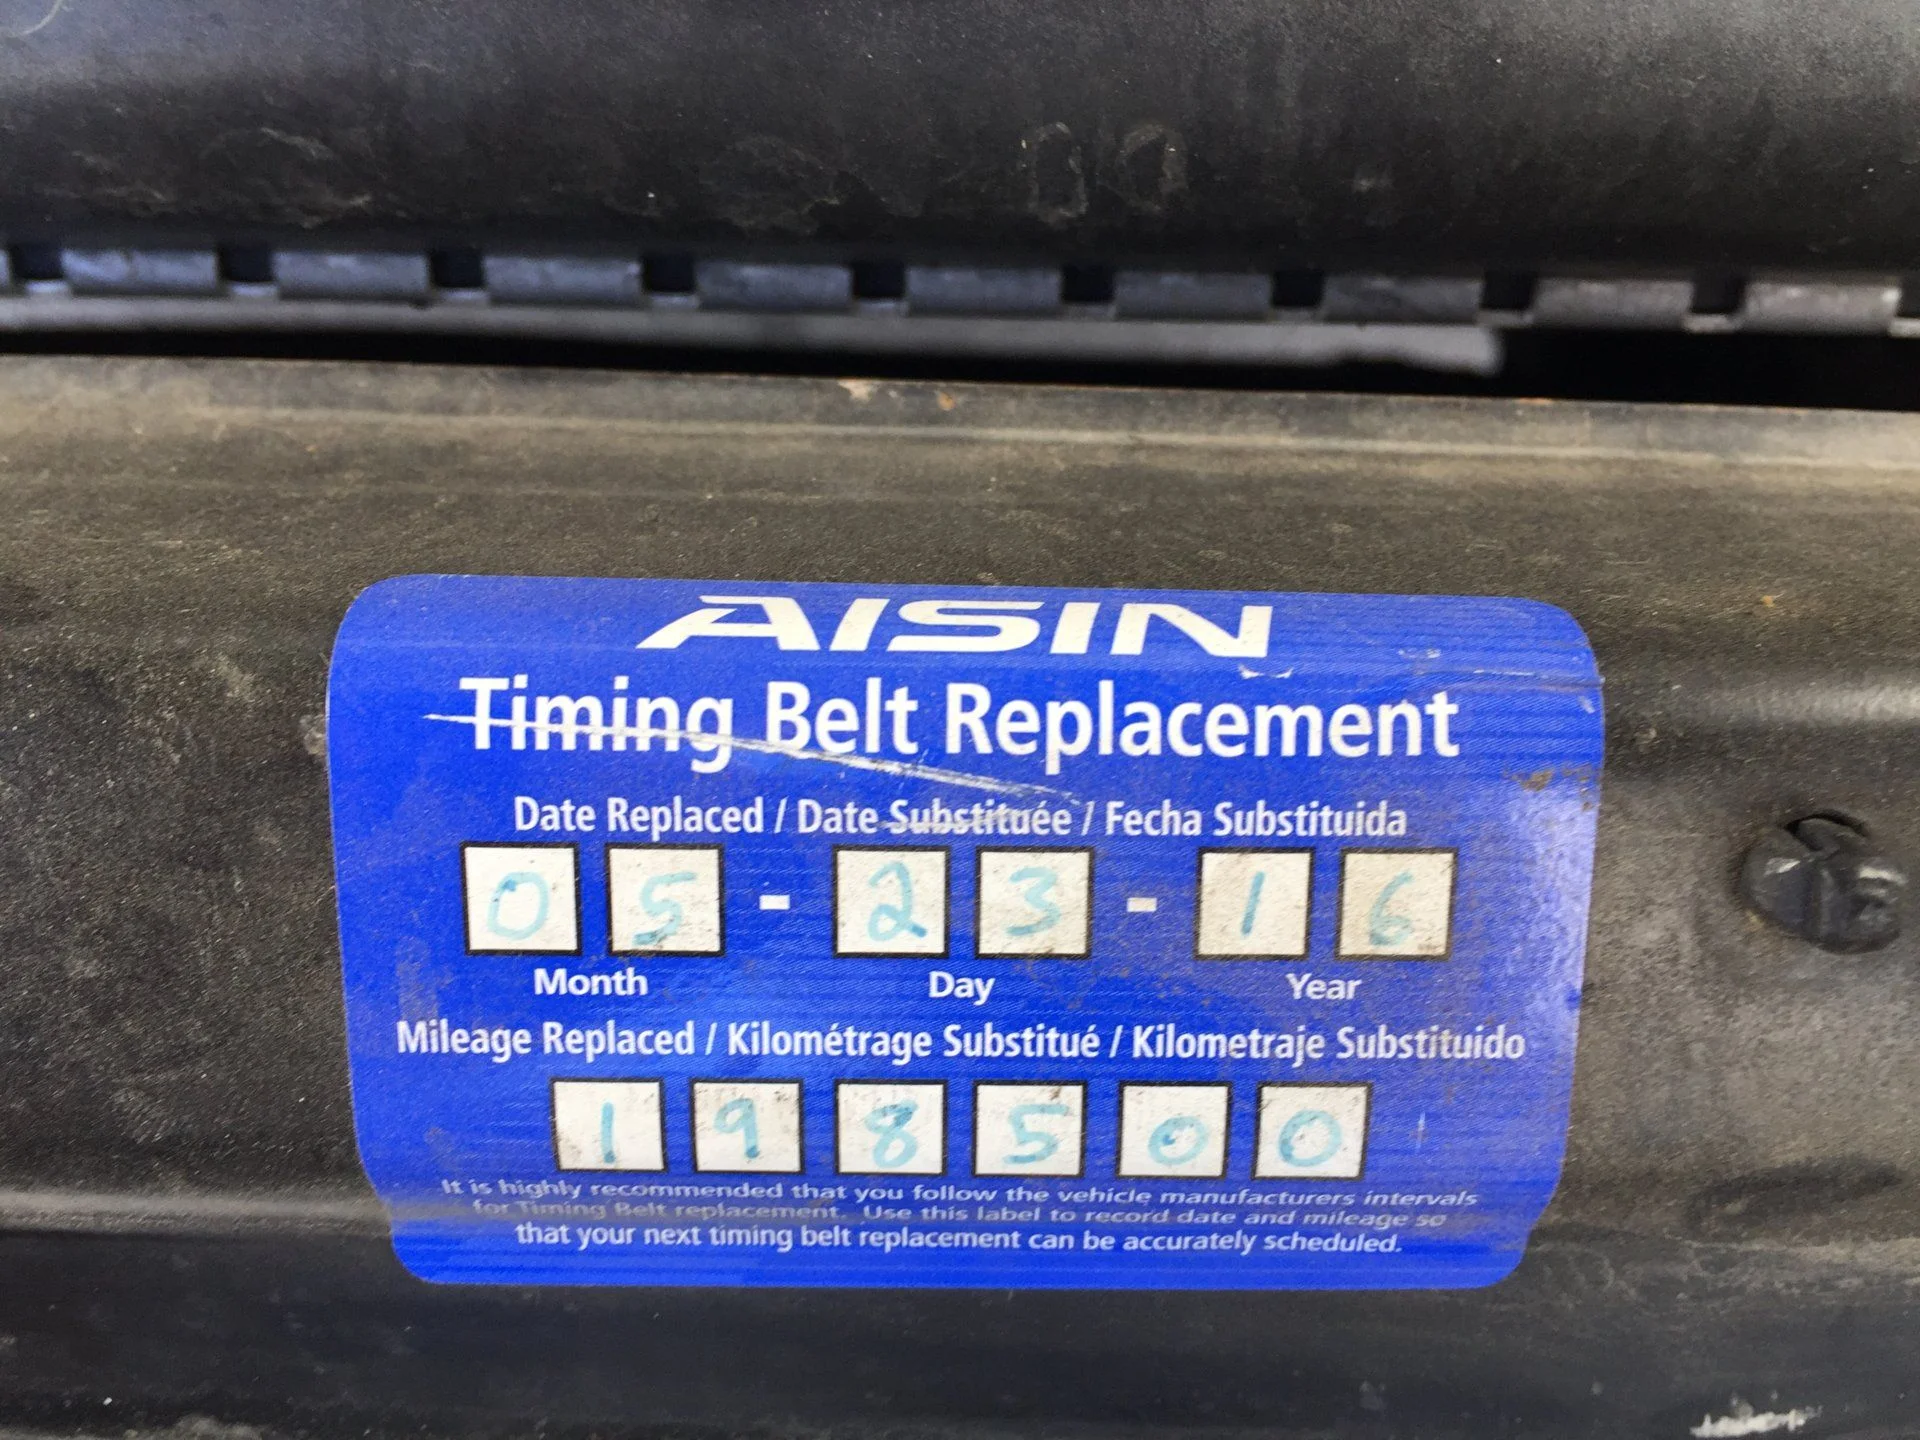 AISIN
Timing Belt Replacement
Date Replaced / Date Substituée / Fecha Substituida
05 - 23 - 16
Month Day Year
Mileage Replaced / Kilométrage Substitué / Kilometraje Substituido
198500
It is highly recommended that you follow the vehicle manufacturers intervals
for Timing Belt replacement. Use this label to record date and mileage so
that your next timing belt replacement can be accurately scheduled.